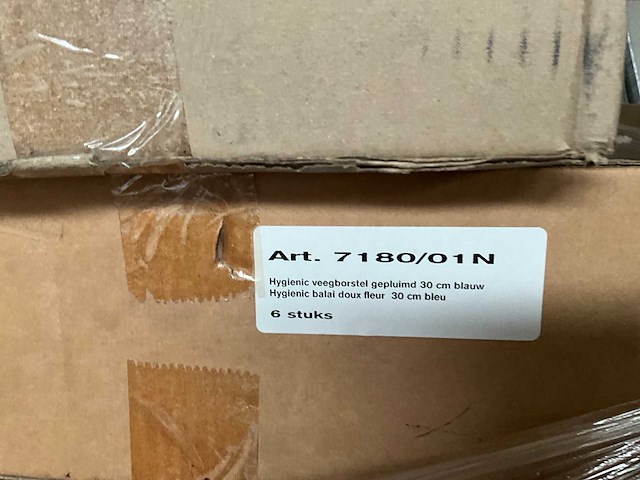 Art. 7180/01N
Hygienic veegborstel gepluimd 30 cm blauw
Hygienic balai doux fleur 30 cm bleu
6 stuks